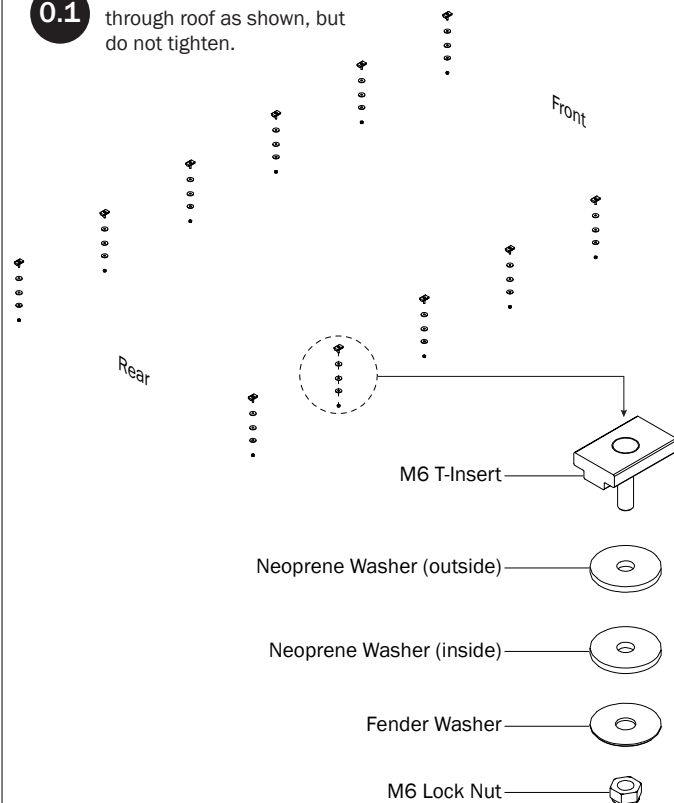 0.1
through roof as shown, but
do not tighten.
Front
Rear
M6 T-Insert
Neoprene Washer (outside)
Neoprene Washer (inside)
Fender Washer
M6 Lock Nut